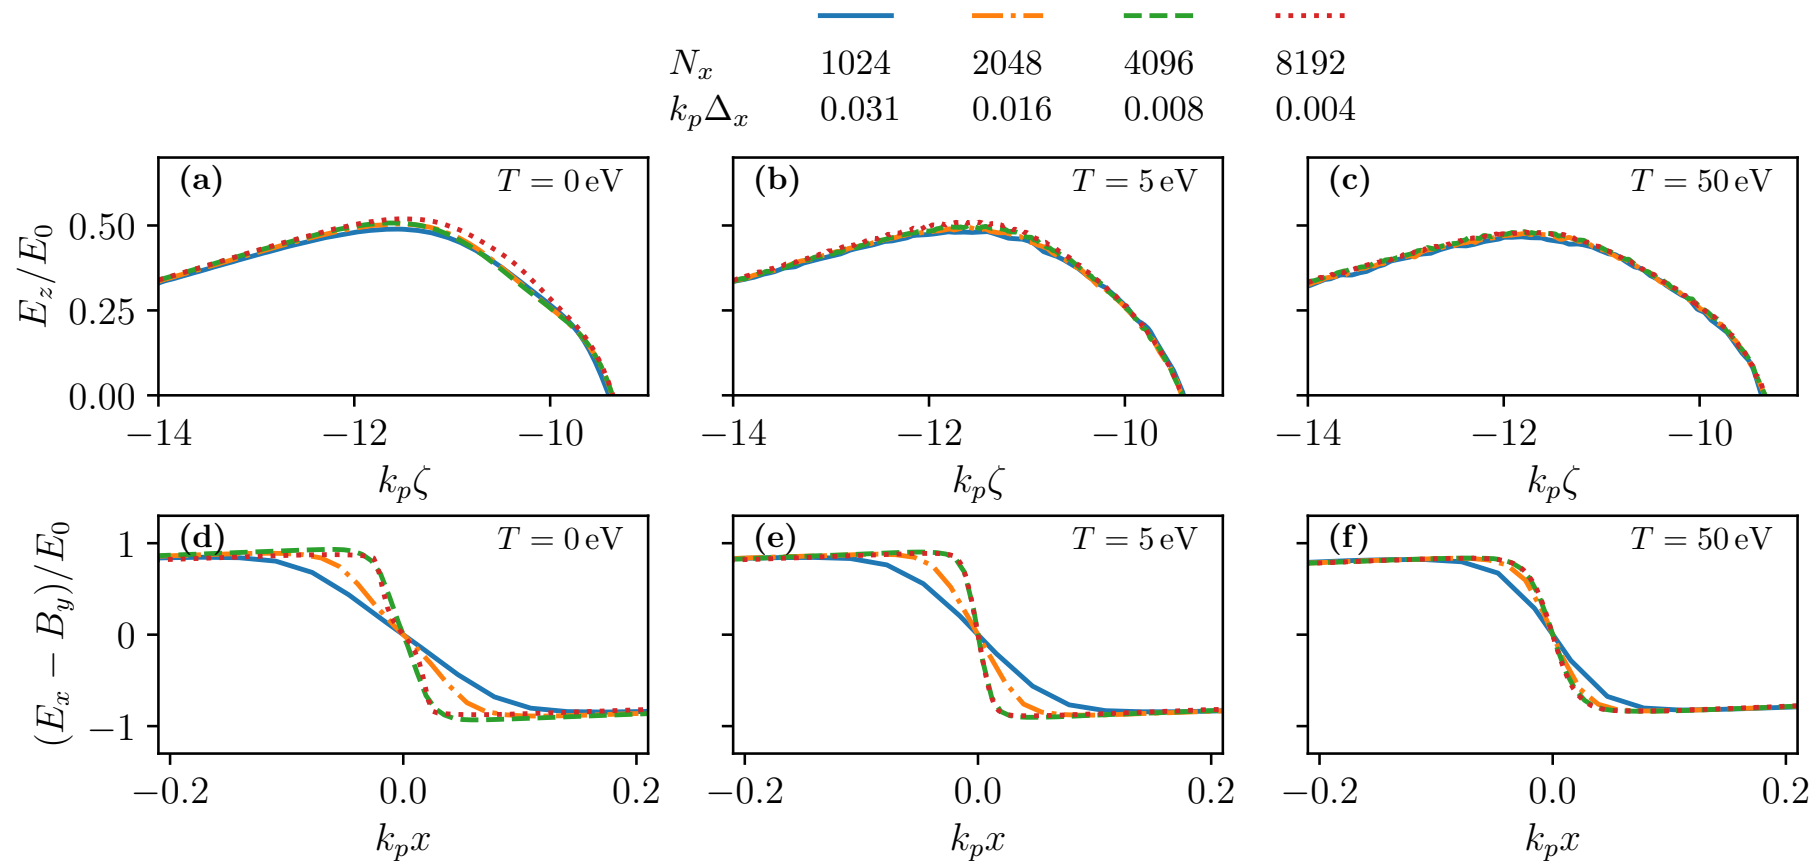 N_x 1024 2048 4096 8192
k_pΔ_x 0.031 0.016 0.008 0.004
(a) T = 0 eV (b) T = 5 eV (c) T = 50 eV
E_z/E_0
0.50
0.25
0.00
−14 −12 −10 −14 −12 −10 −14 −12 −10
k_pζ k_pζ k_pζ
(d) T = 0 eV (e) T = 5 eV (f) T = 50 eV
(E_x − B_y)/E_0
1
0
−1
−0.2 0.0 0.2 −0.2 0.0 0.2 −0.2 0.0 0.2
k_px k_px k_px